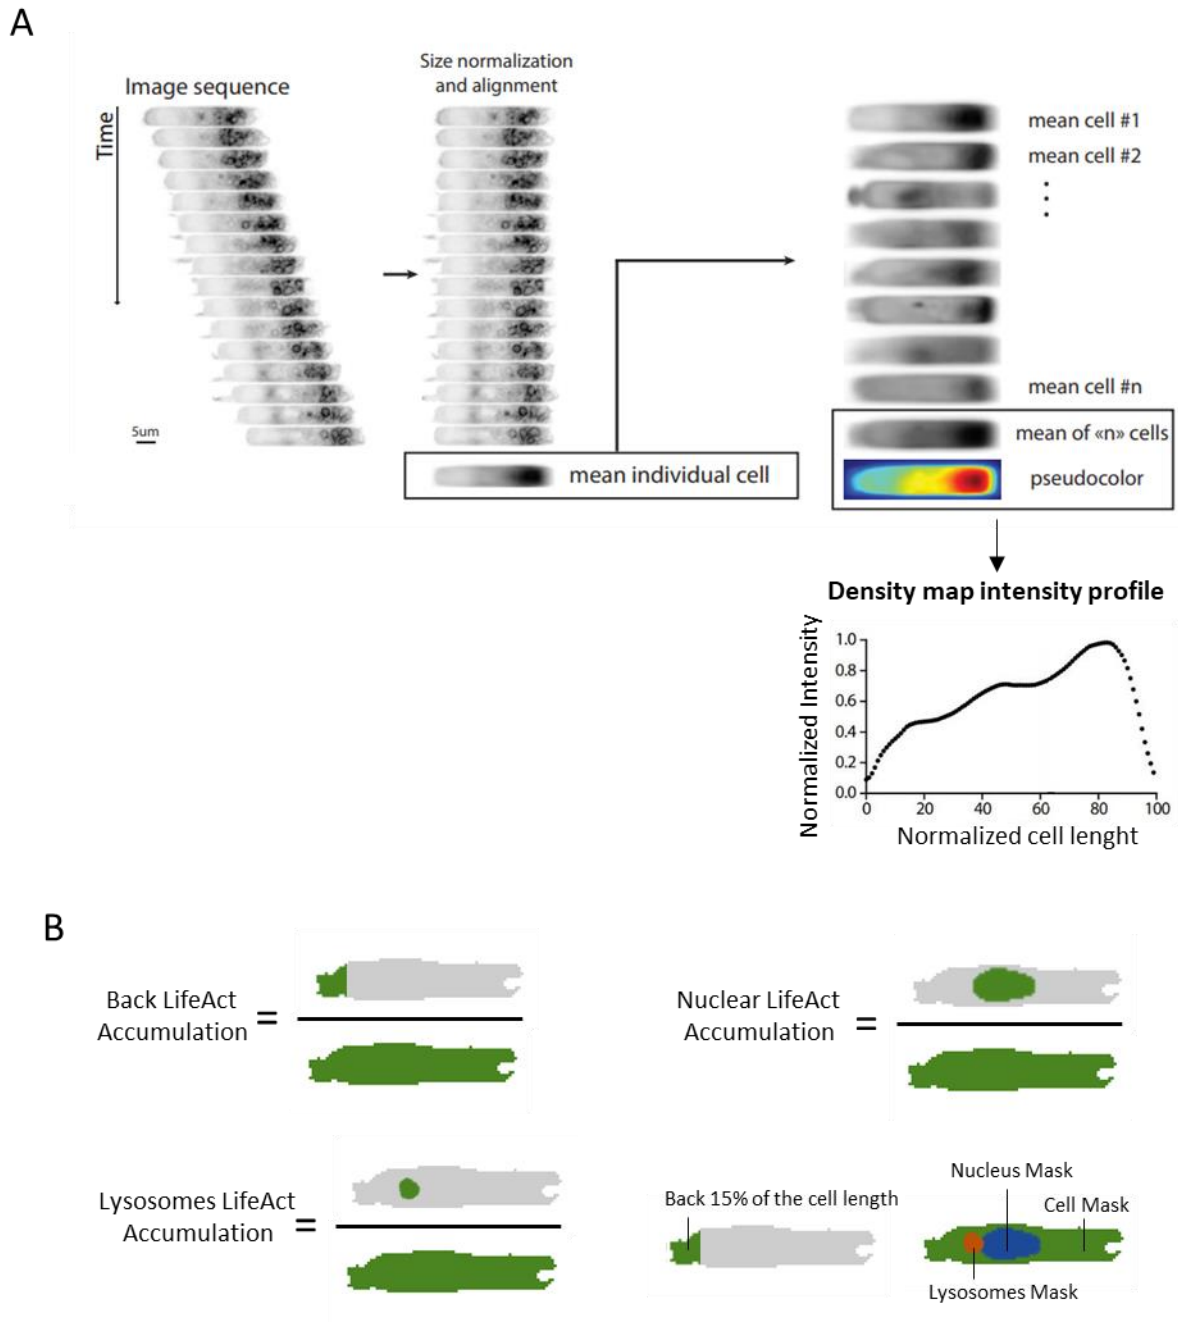 A
Image sequence
Time
5um
Size normalization
and alignment
mean individual cell
mean cell #1
mean cell #2
mean cell #n
mean of «n» cells
pseudocolor
Density map intensity profile
Normalized Intensity
1.0
0.8
0.6
0.4
0.2
0.0
0 20 40 60 80 100
Normalized cell lenght
B
Back LifeAct
Accumulation =
Nuclear LifeAct
Accumulation =
Lysosomes LifeAct
Accumulation =
Back 15% of the cell length
Nucleus Mask
Cell Mask
Lysosomes Mask